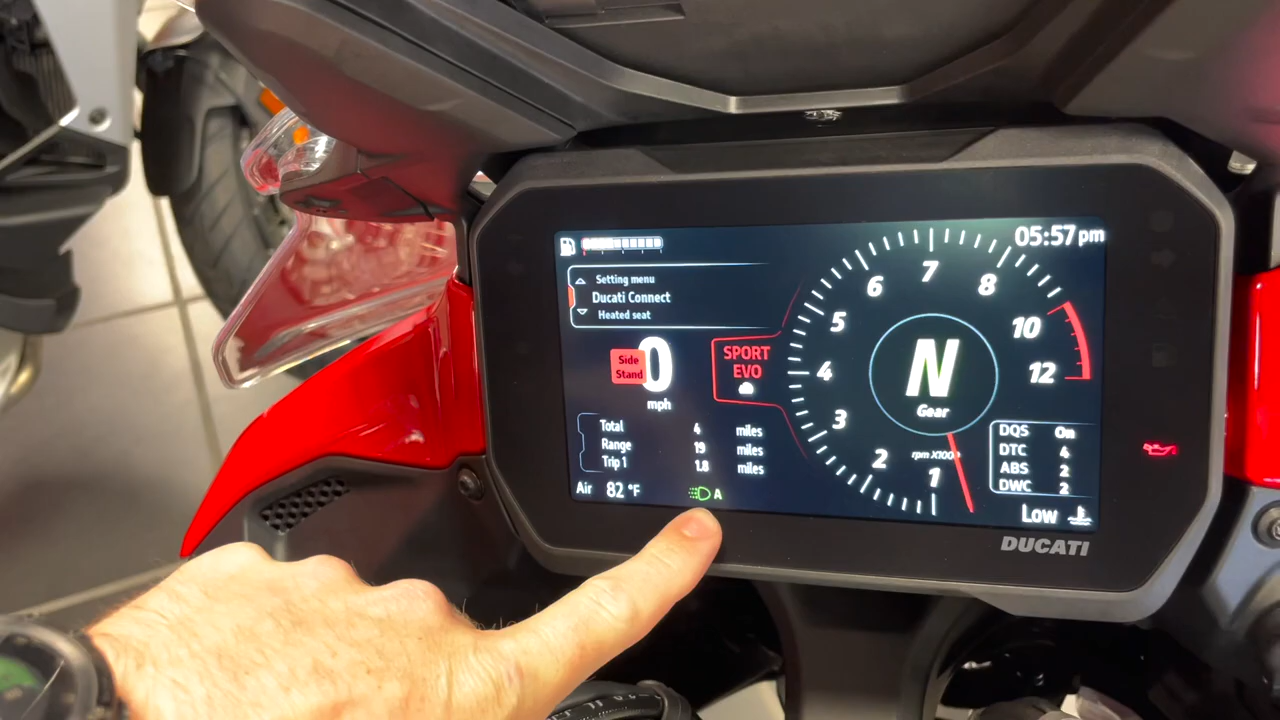 05:57 pm
Setting menu
Ducati Connect
Heated seat
Side
Stand
0
mph
SPORT
EVO
Total 4 miles
Range 19 miles
Trip 1 1.8 miles
Air 82 °F
A
1
2
3
4
5
6
7
8
10
12
N
Gear
rpm X1000
DQS On
DTC 4
ABS 2
DWC 2
Low
DUCATI